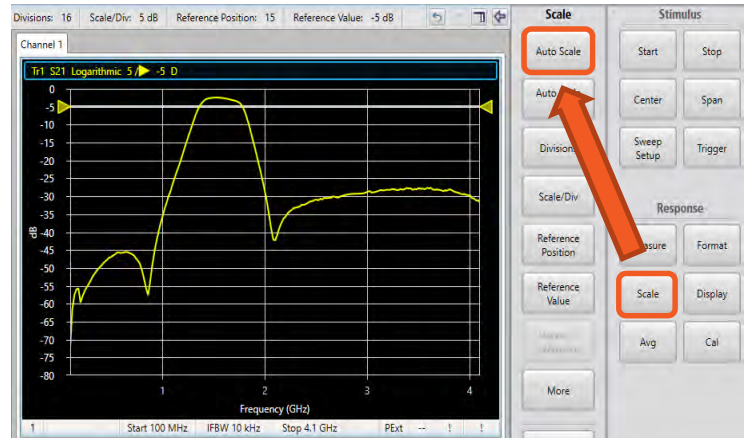 Divisions: 16 Scale/Div: 5 dB Reference Position: 15 Reference Value: -5 dB
Channel 1
Tr1 S21 Logarithmic 5 / -5 D
0
-5
-10
-15
-20
-25
-30
-35
-40
-45
-50
-55
-60
-65
-70
-75
-80
dB
1 2 3 4
Frequency (GHz)
1 Start 100 MHz IFBW 10 kHz Stop 4.1 GHz PExt -- ! !
Scale
Auto Scale
Auto
Division
Scale/Div
Reference
Position
Reference
Value
More
Stimulus
Start Stop
Center Span
Sweep
Setup
Trigger
Response
Format
Scale Display
Avg Cal